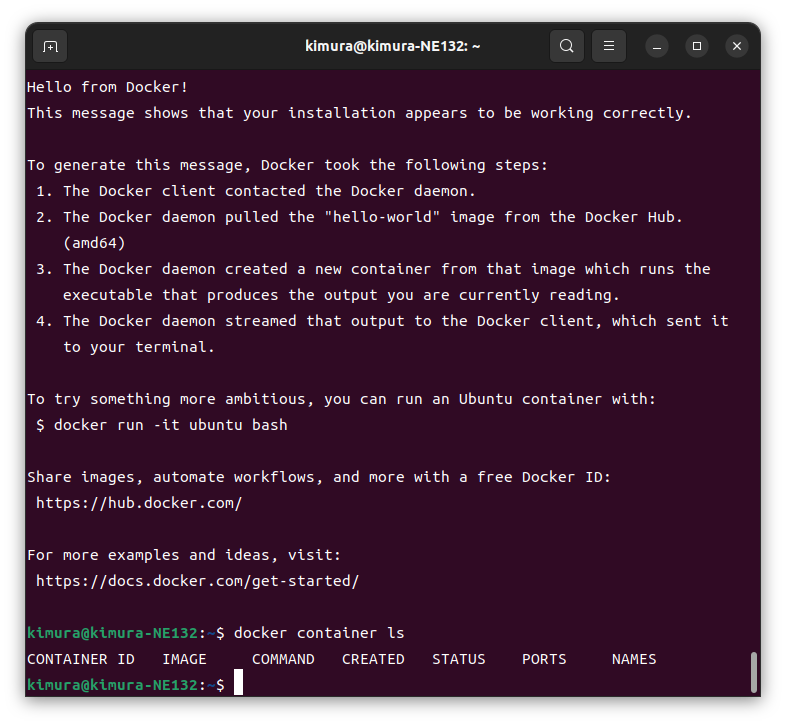 kimura@kimura-NE132: ~
Hello from Docker!
This message shows that your installation appears to be working correctly.
To generate this message, Docker took the following steps:
1. The Docker client contacted the Docker daemon.
2. The Docker daemon pulled the "hello-world" image from the Docker Hub.
(amd64)
3. The Docker daemon created a new container from that image which runs the
executable that produces the output you are currently reading.
4. The Docker daemon streamed that output to the Docker client, which sent it
to your terminal.
To try something more ambitious, you can run an Ubuntu container with:
$ docker run -it ubuntu bash
Share images, automate workflows, and more with a free Docker ID:
https://hub.docker.com/
For more examples and ideas, visit:
https://docs.docker.com/get-started/
kimura@kimura-NE132:~$ docker container ls
CONTAINER ID   IMAGE     COMMAND   CREATED   STATUS    PORTS     NAMES
kimura@kimura-NE132:~$